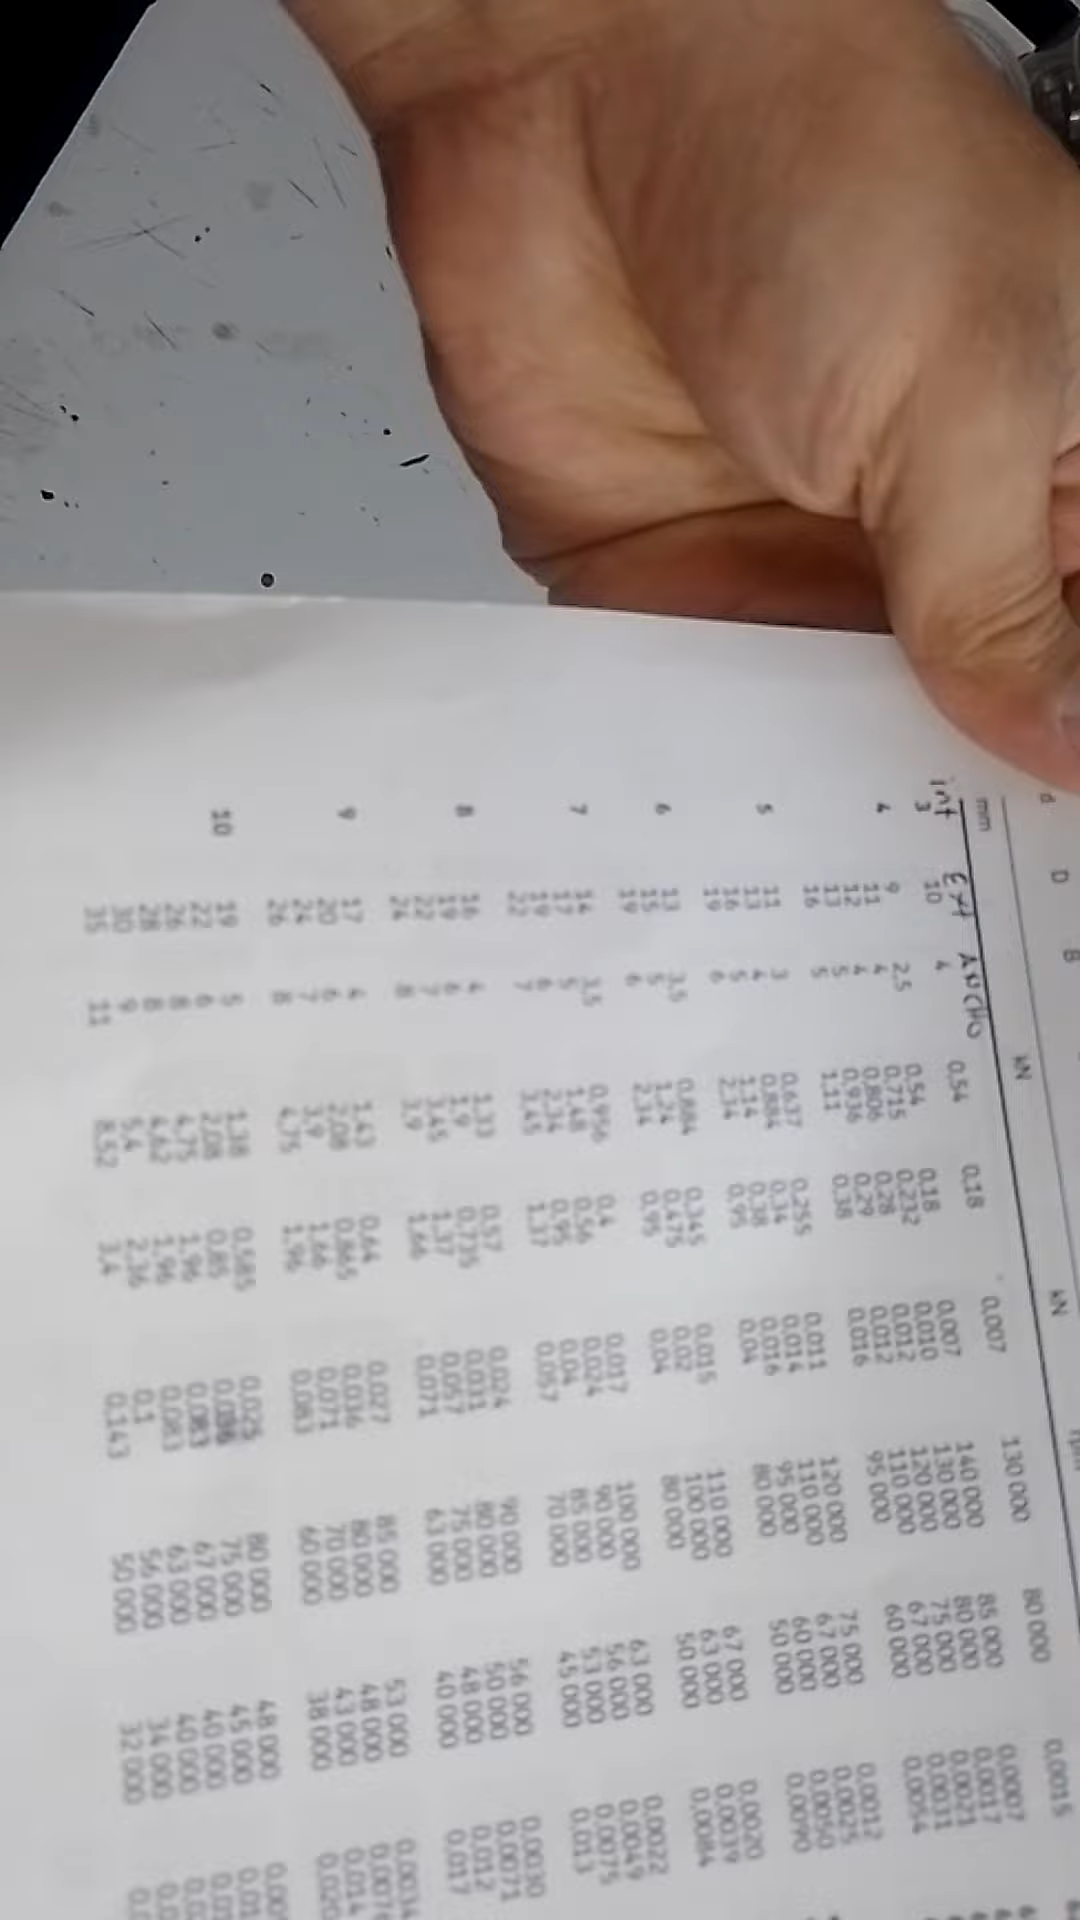 d D B
mm kN kN rpm
int Ext ANCHO
3 10 4 0,54 0,18 0,007 130 000 80 000 0,0015
4 9 2,5 0,54 0,18 0,007 140 000 85 000 0,0007
11 4 0,715 0,232 0,010 130 000 80 000 0,0017
12 4 0,806 0,28 0,012 120 000 75 000 0,0021
13 5 0,936 0,29 0,012 110 000 67 000 0,0031
16 5 1,11 0,38 0,016 95 000 60 000 0,0054
5 11 3 0,637 0,255 0,011 120 000 75 000 0,0012
13 4 0,884 0,34 0,014 110 000 67 000 0,0025
16 5 1,14 0,38 0,016 95 000 60 000 0,0050
19 6 2,34 0,95 0,04 80 000 50 000 0,0090
6 13 3,5 0,884 0,345 0,015 110 000 67 000 0,0020
15 5 1,24 0,475 0,02 100 000 63 000 0,0039
19 6 2,34 0,95 0,04 80 000 50 000 0,0084
7 14 3,5 0,956 0,4 0,017 100 000 63 000 0,0022
17 5 1,48 0,56 0,024 90 000 56 000 0,0049
19 6 2,34 0,95 0,04 85 000 53 000 0,0075
22 7 3,45 1,37 0,057 70 000 45 000 0,013
8 16 4 1,33 0,57 0,024 90 000 56 000 0,0030
19 6 1,9 0,735 0,031 80 000 50 000 0,0071
22 7 3,45 1,37 0,057 75 000 48 000 0,012
24 8 3,9 1,66 0,071 63 000 40 000 0,017
9 17 4 1,43 0,64 0,027 85 000 53 000 0,0034
20 6 2,08 0,865 0,036 80 000 48 000 0,0076
24 7 3,9 1,66 0,071 70 000 43 000 0,014
26 8 4,75 1,96 0,083 60 000 38 000 0,020
10 19 5 1,38 0,585 0,025 80 000 48 000
22 6 2,08 0,85 0,036 75 000 45 000
26 8 4,75 1,96 0,083 67 000 40 000
28 8 4,62 1,96 0,083 63 000 40 000
30 9 5,4 2,36 0,1 56 000 34 000
35 11 8,52 3,4 0,143 50 000 32 000